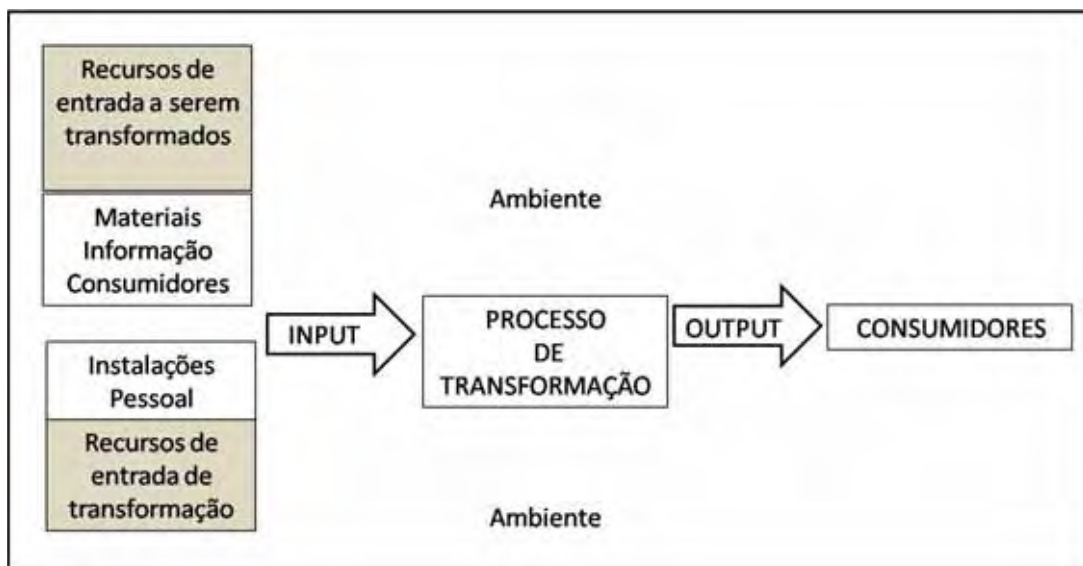 Recursos de
entrada a serem
transformados
Materiais
Informação
Consumidores
Instalações
Pessoal
Recursos de
entrada de
transformação
INPUT
Ambiente
PROCESSO
DE
TRANSFORMAÇÃO
Ambiente
OUTPUT
CONSUMIDORES